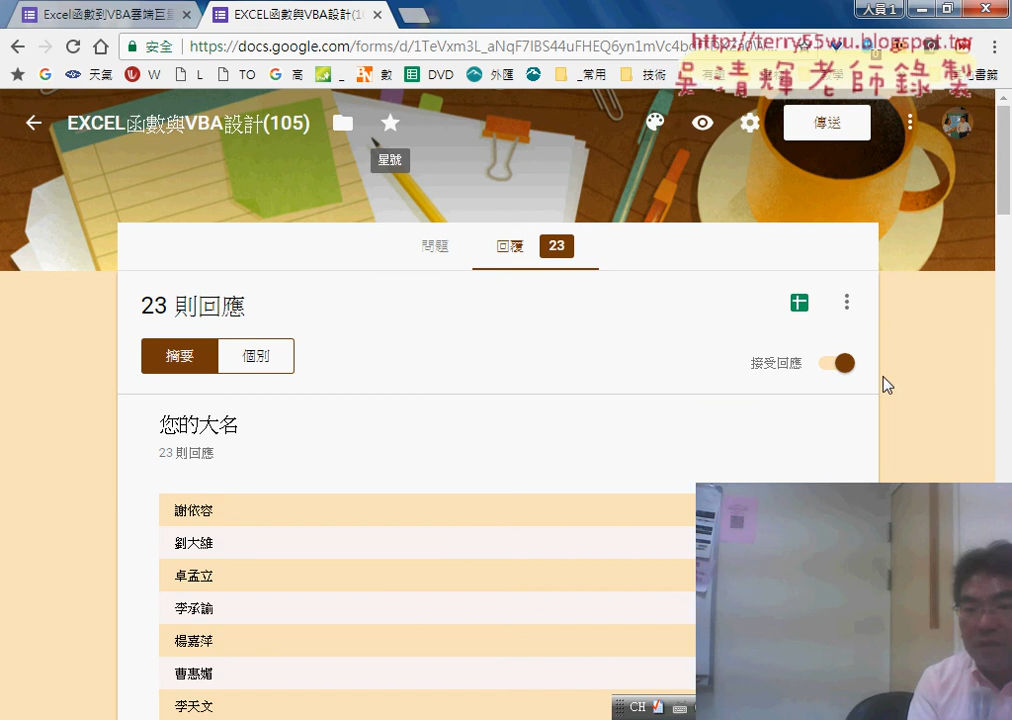 Excel函數到VBA雲端巨量
EXCEL函數與VBA設計(1
人員 1
安全
https://docs.google.com/forms/d/1TeVxm3L_aNqF7IBS44uFHEQ6yn1mVc4b
http://terry55wu.blogspot.tw
吳清輝老師錄製
天氣
W
L
TO
高
_
數
DVD
外匯
_常用
技術
EXCEL函數與VBA設計(105)
傳送
星號
問題
回覆
23
23 則回應
摘要
個別
接受回應
您的大名
23 則回應
謝依容
劉大維
卓孟立
李承諭
楊嘉萍
曹惠媚
李天文
CH